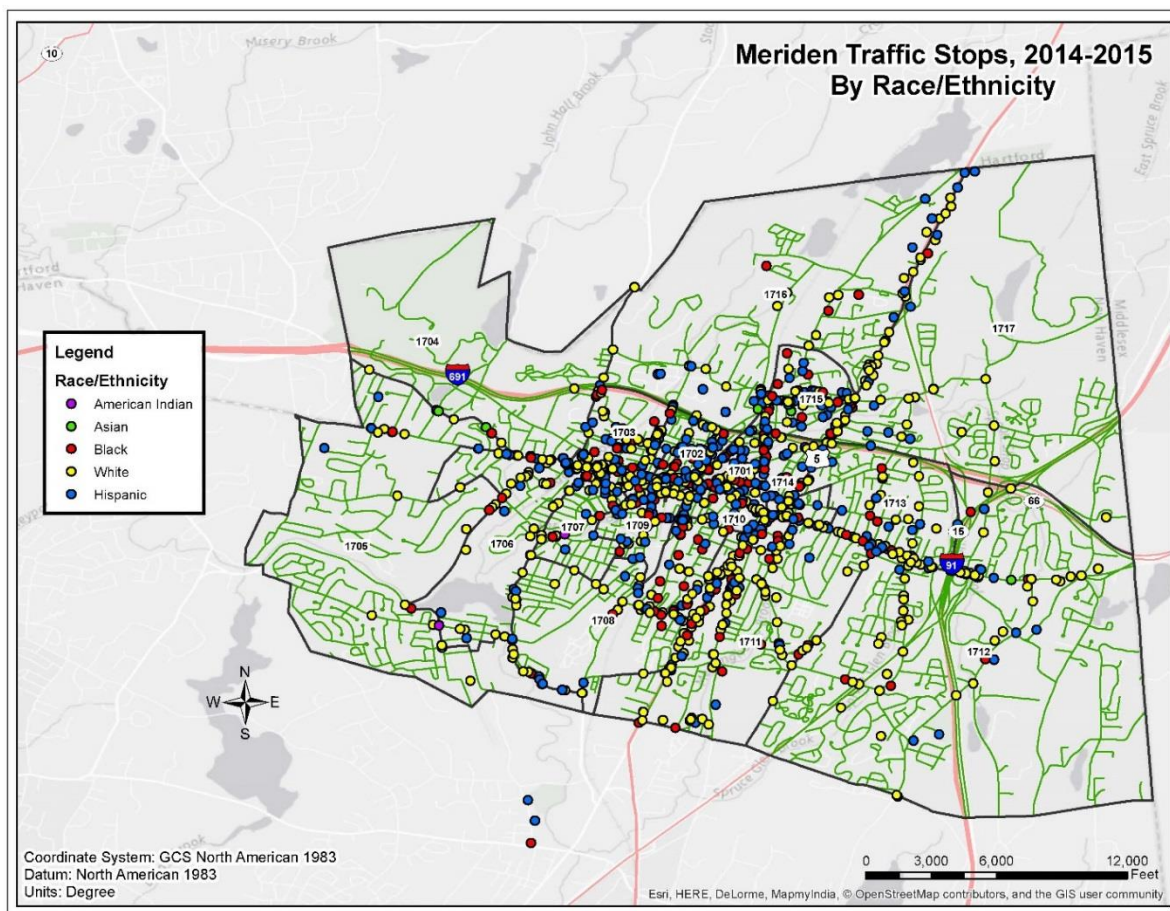 Meriden Traffic Stops, 2014-2015
By Race/Ethnicity
10
Misery Brook
John Hall Brook
East Spruce Brook
Hartford
Middlesex
Legend
Race/Ethnicity
American Indian
Asian
Black
White
Hispanic
1716
1717
1704
691
1715
1703
1702
5
1701
1714
1713
66
1710
1709
1707
15
1706
1705
91
1708
1711
1712
N
W E
S
Coordinate System: GCS North American 1983
Datum: North American 1983
Units: Degree
0 3,000 6,000 12,000
Feet
Esri, HERE, DeLorme, MapmyIndia, © OpenStreetMap contributors, and the GIS user community